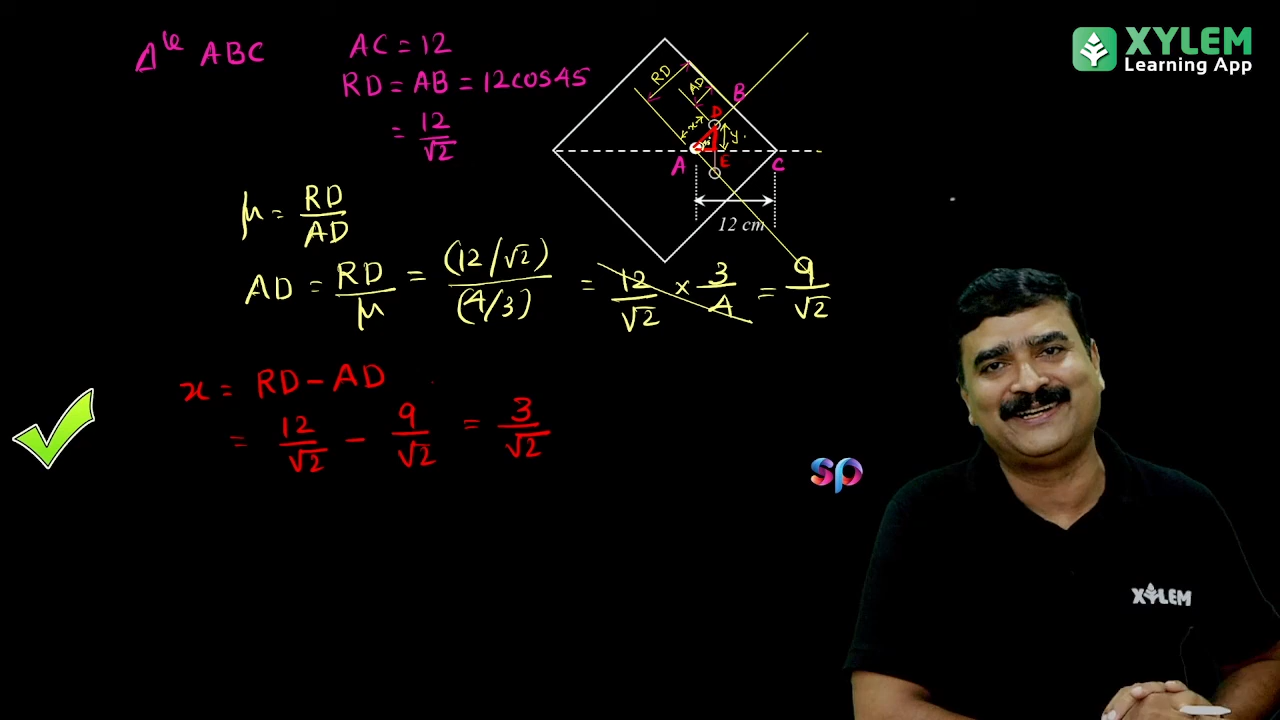 XYLEM
Learning App
Δle ABC
AC = 12
RD = AB = 12cos45
= 12/√2
RD
AD
x
y
A
B
C
D
E
12 cm
μ = RD/AD
AD = RD/μ = (12/√2)/(4/3) = 12/√2 × 3/4 = 9/√2
x = RD - AD
= 12/√2 - 9/√2 = 3/√2
sp
XYLEM